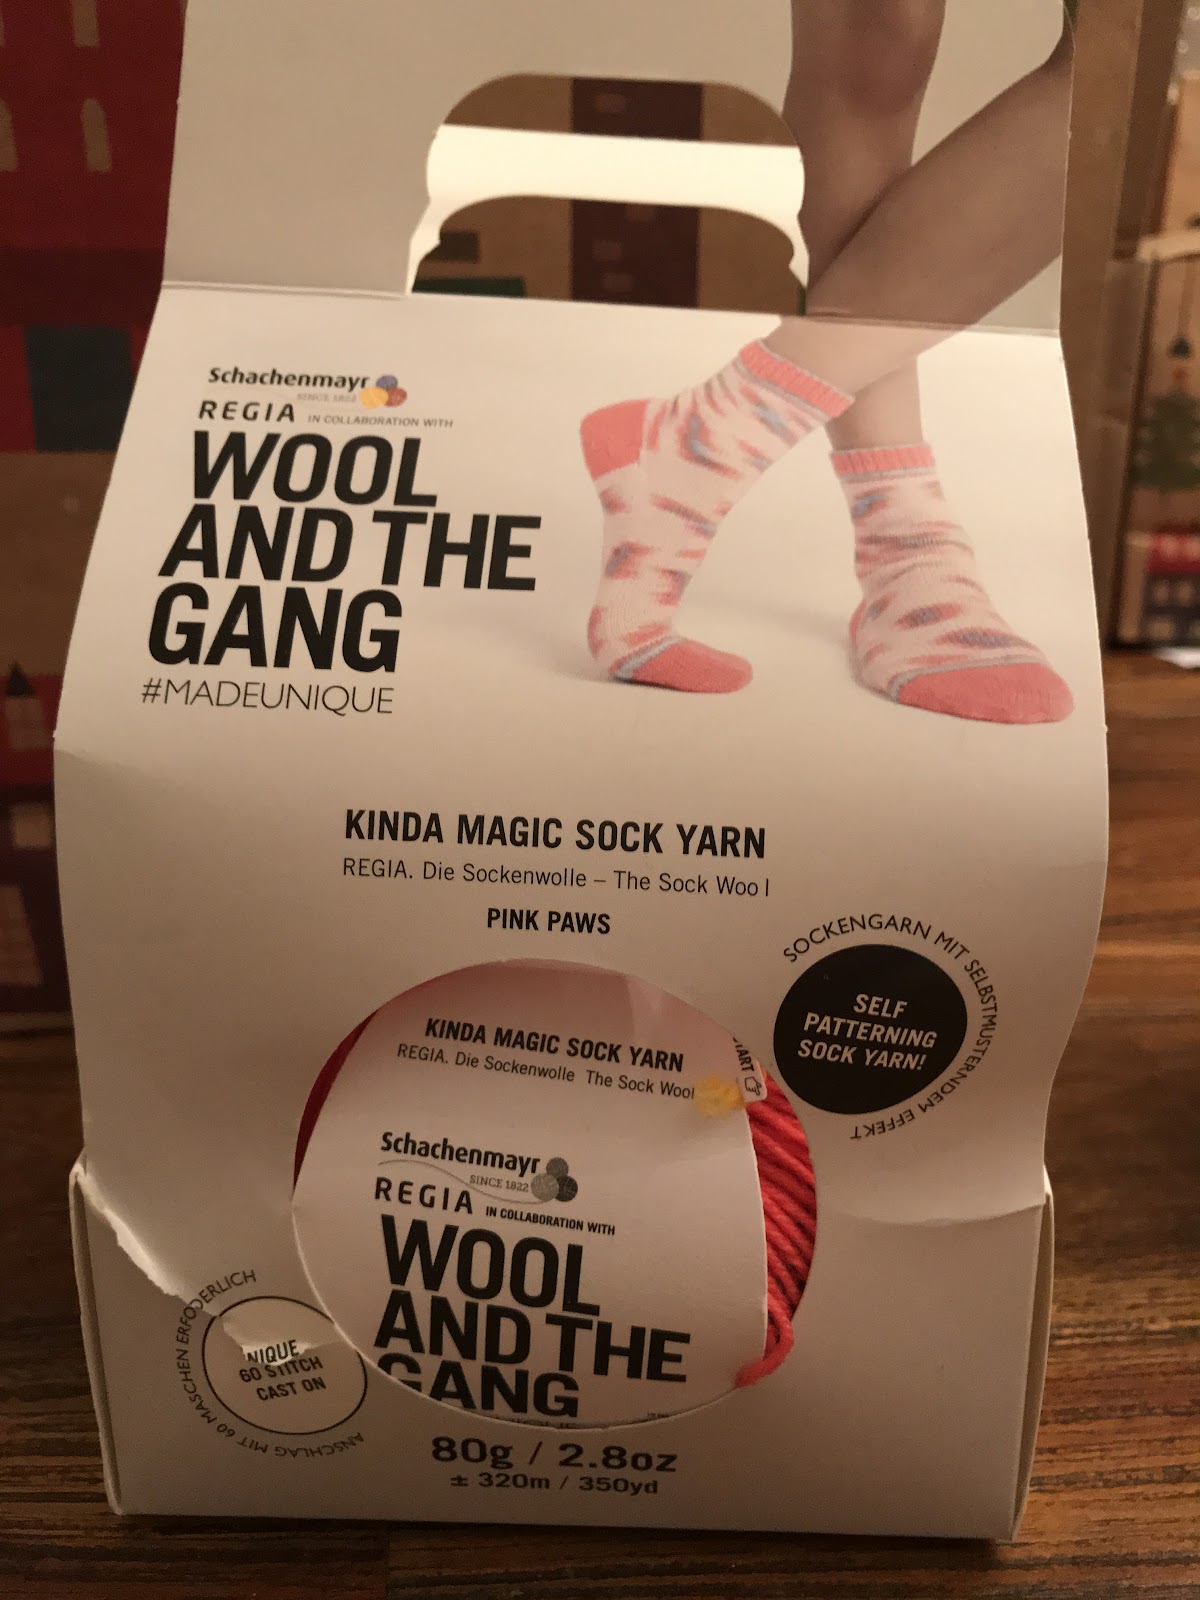 Schachenmayr
SINCE 1822
REGIA IN COLLABORATION WITH
WOOL
AND THE
GANG
#MADEUNIQUE
KINDA MAGIC SOCK YARN
REGIA. Die Sockenwolle – The Sock Woo l
PINK PAWS
SOCKENGARN MIT SELBSTMUSTERNDEM EFFEKT
SELF
PATTERNING
SOCK YARN!
KINDA MAGIC SOCK YARN
REGIA. Die Sockenwolle The Sock Wool
TART
Schachenmayr
SINCE 1822
REGIA IN COLLABORATION WITH
WOOL
AND THE
GANG
ANSCHLAG MIT 60 MASCHEN ERFODERLICH
NIQUE
60 STITCH
CAST ON
80g / 2.8oz
± 320m / 350yd